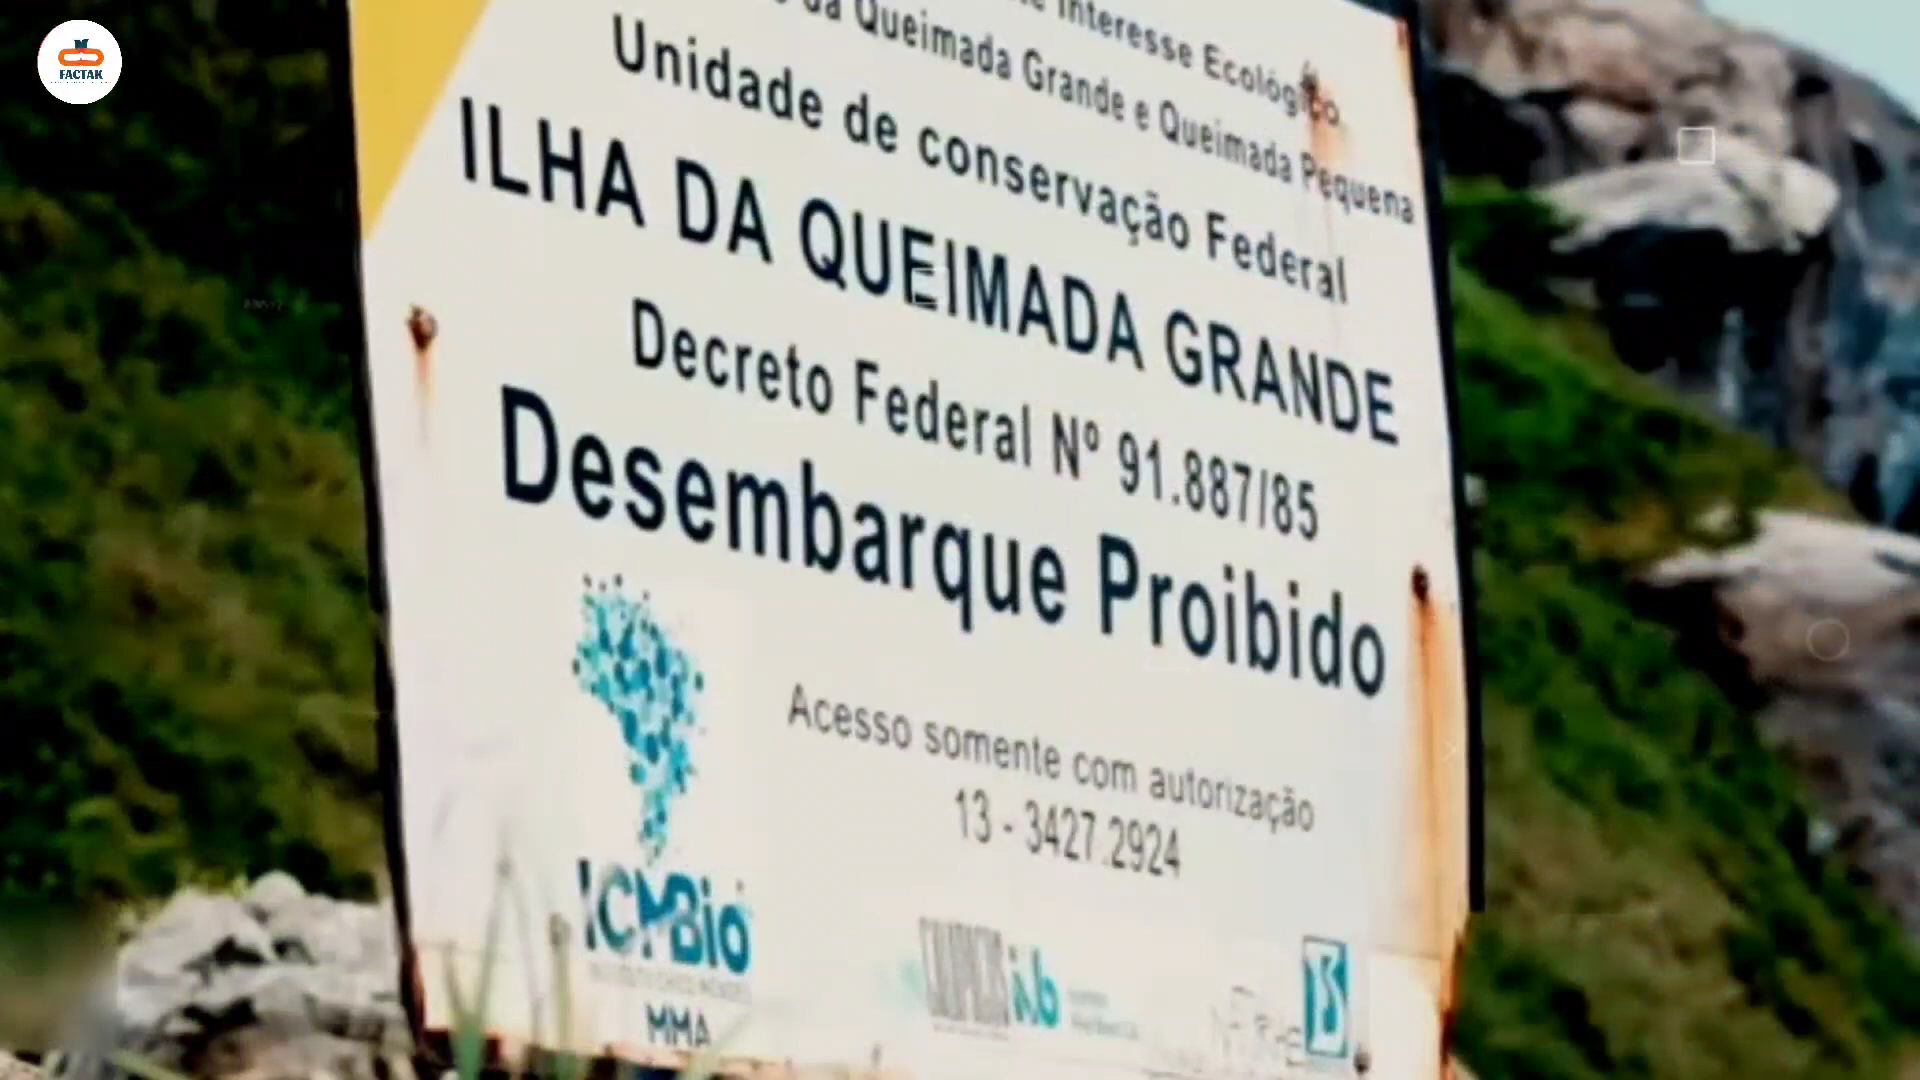 FACTAK
Interesse Ecológico
da Queimada Grande e Queimada Pequena
Unidade de conservação Federal
ILHA DA QUEIMADA GRANDE
Decreto Federal Nº 91.887/85
Desembarque Proibido
Acesso somente com autorização
13 - 3427.2924
ICMBio
MMA